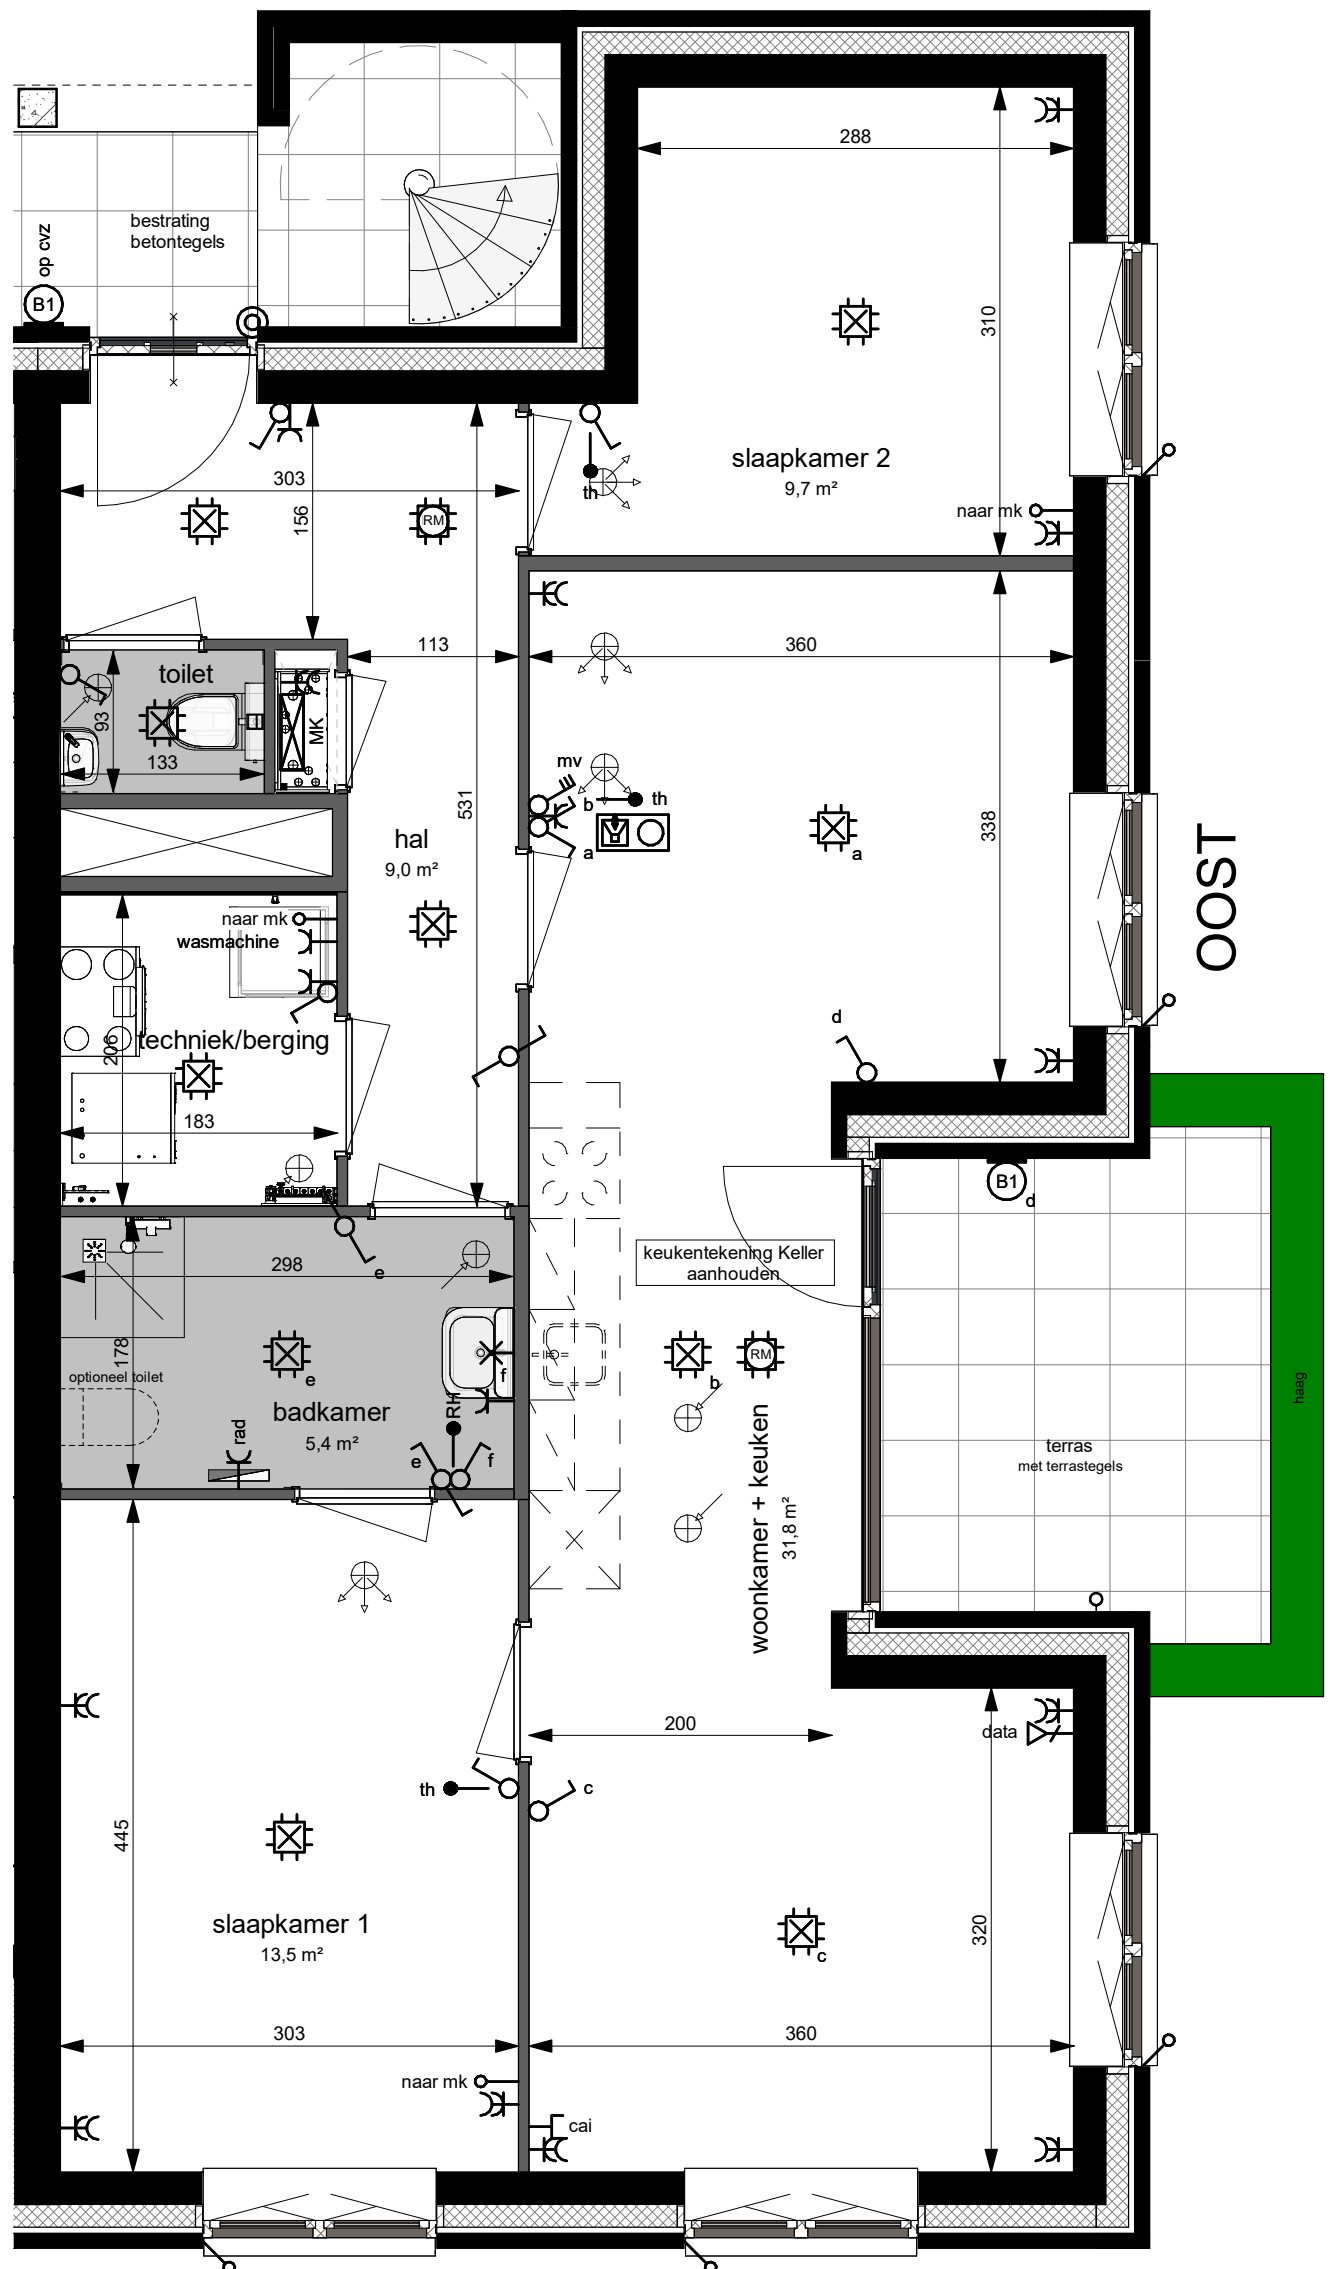 288
op cvz
bestrating
betontegels
B1
310
slaapkamer 2
9,7 m²
th
naar mk
303
156
RM
113
360
toilet
93
133
MK
mv
b
th
a
531
hal
9,0 m²
338
a
OOST
naar mk
wasmachine
techniek/berging
206
183
d
B1
d
keukentekening Keller
aanhouden
298
e
178
optioneel toilet
e
f
badkamer
5,4 m²
RH
rad
e
f
RM
b
woonkamer + keuken
31,8 m²
terras
met terrastegels
haag
200
data
th
c
445
slaapkamer 1
13,5 m²
c
320
303
360
naar mk
cai